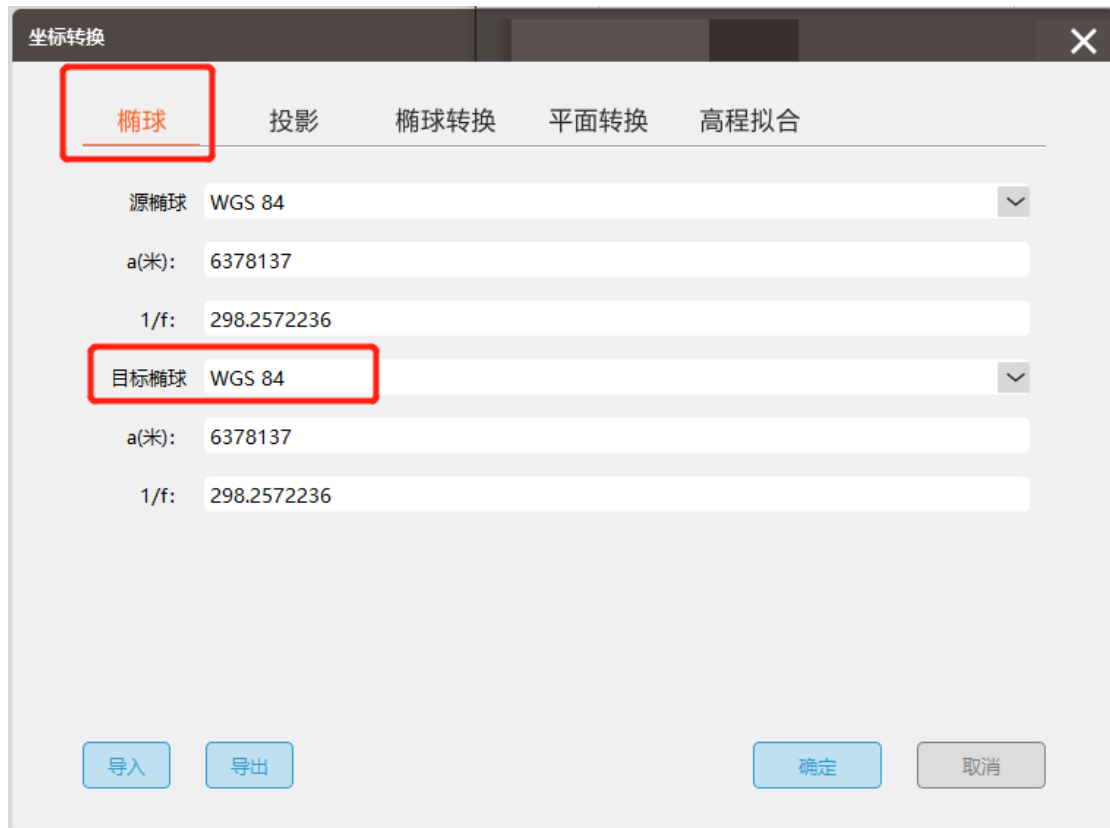 坐标转换
椭球 投影 椭球转换 平面转换 高程拟合
源椭球 WGS 84
a(米): 6378137
1/f: 298.2572236
目标椭球 WGS 84
a(米): 6378137
1/f: 298.2572236
导入 导出 确定 取消